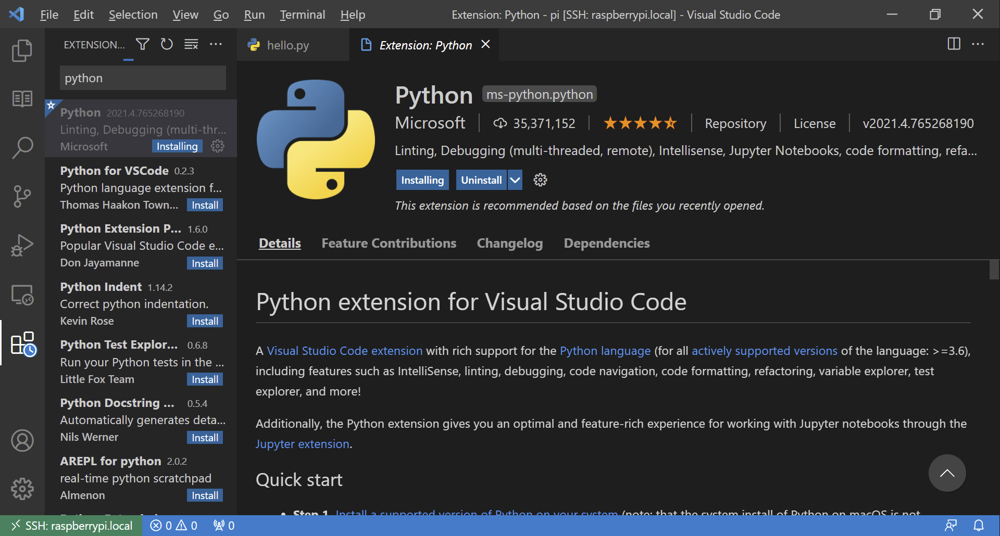 File Edit Selection View Go Run Terminal Help Extension: Python - pi [SSH: raspberrypi.local] - Visual Studio Code
EXTENSION...
hello.py
Extension: Python
python
Python 2021.4.765268190
Linting, Debugging (multi-thr...
Microsoft Installing
Python for VSCode 0.2.3
Python language extension f...
Thomas Haakon Town... Install
Python Extension P... 1.6.0
Popular Visual Studio Code e...
Don Jayamanne Install
Python Indent 1.14.2
Correct python indentation.
Kevin Rose Install
Python Test Explor... 0.6.8
Run your Python tests in the ...
Little Fox Team Install
Python Docstring ... 0.5.4
Automatically generates deta...
Nils Werner Install
AREPL for python 2.0.2
real-time python scratchpad
Almenon Install
Python ms-python.python
Microsoft 35,371,152 Repository License v2021.4.765268190
Linting, Debugging (multi-threaded, remote), Intellisense, Jupyter Notebooks, code formatting, refa...
Installing Uninstall
This extension is recommended based on the files you recently opened.
Details Feature Contributions Changelog Dependencies
Python extension for Visual Studio Code
A Visual Studio Code extension with rich support for the Python language (for all actively supported versions of the language: >=3.6),
including features such as IntelliSense, linting, debugging, code navigation, code formatting, refactoring, variable explorer, test
explorer, and more!
Additionally, the Python extension gives you an optimal and feature-rich experience for working with Jupyter notebooks through the
Jupyter extension.
Quick start
• Step 1. Install a supported version of Python on your system (note: that the system install of Python on macOS is not
SSH: raspberrypi.local 0 0 0